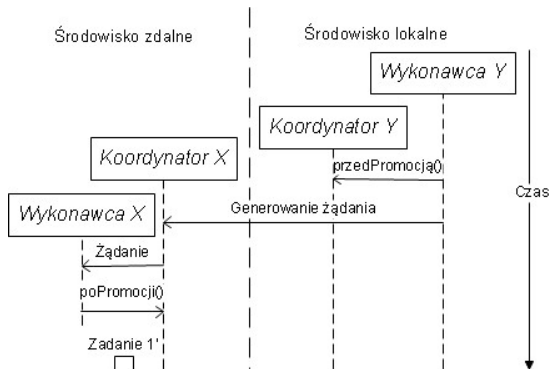 Środowisko zdalne
Środowisko lokalne
Wykonawca Y
Koordynator Y
Koordynator X
przedPromocją()
Czas
Wykonawca X
Generowanie żądania
Żądanie
poPromocji()
Zadanie 1'